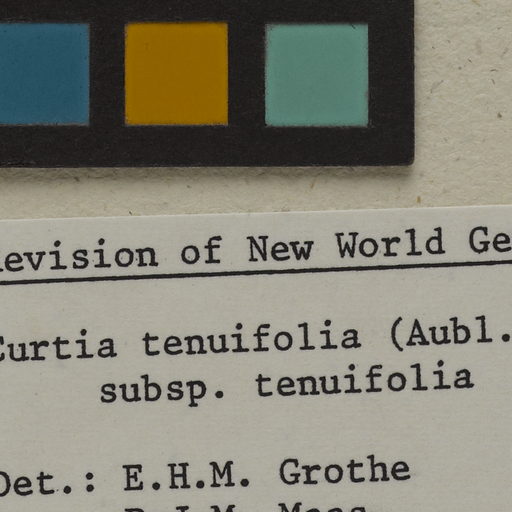 evision of New World Ge
Curtia tenuifolia (Aubl.
subsp. tenuifolia
Det.: E.H.M. Grothe